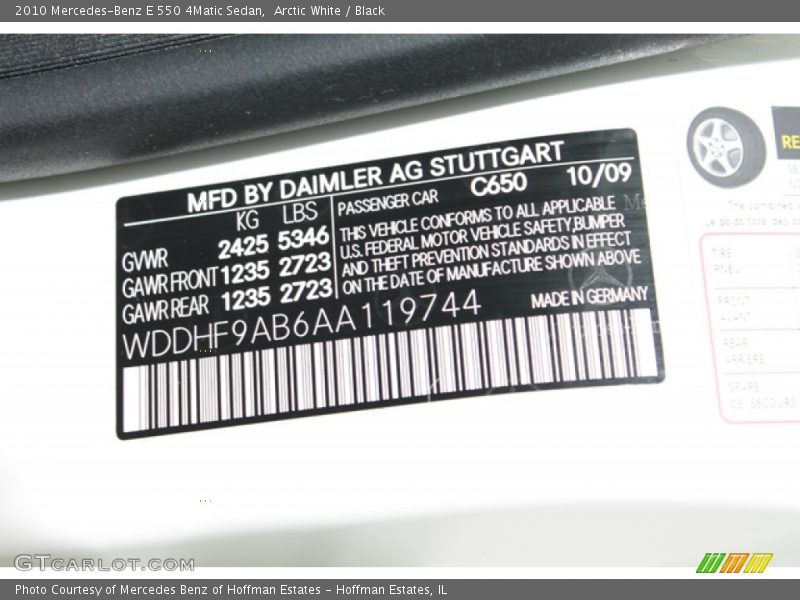 2010 Mercedes-Benz E 550 4Matic Sedan,  Arctic White / Black
MFD BY DAIMLER AG STUTTGART
KG LBS
GVWR 2425 5346
GAWR FRONT 1235 2723
GAWR REAR 1235 2723
PASSENGER CAR C650 10/09
THIS VEHICLE CONFORMS TO ALL APPLICABLE
U.S. FEDERAL MOTOR VEHICLE SAFETY,BUMPER
AND THEFT PREVENTION STANDARDS IN EFFECT
ON THE DATE OF MANUFACTURE SHOWN ABOVE
WDDHF9AB6AA119744
MADE IN GERMANY
RE
The combined
TIRE
PNEU
FRONT
AVANT
REAR
ARRIERE
SPARE
DE SECOURS
GTCARLOT.COM
Photo Courtesy of Mercedes Benz of Hoffman Estates - Hoffman Estates, IL